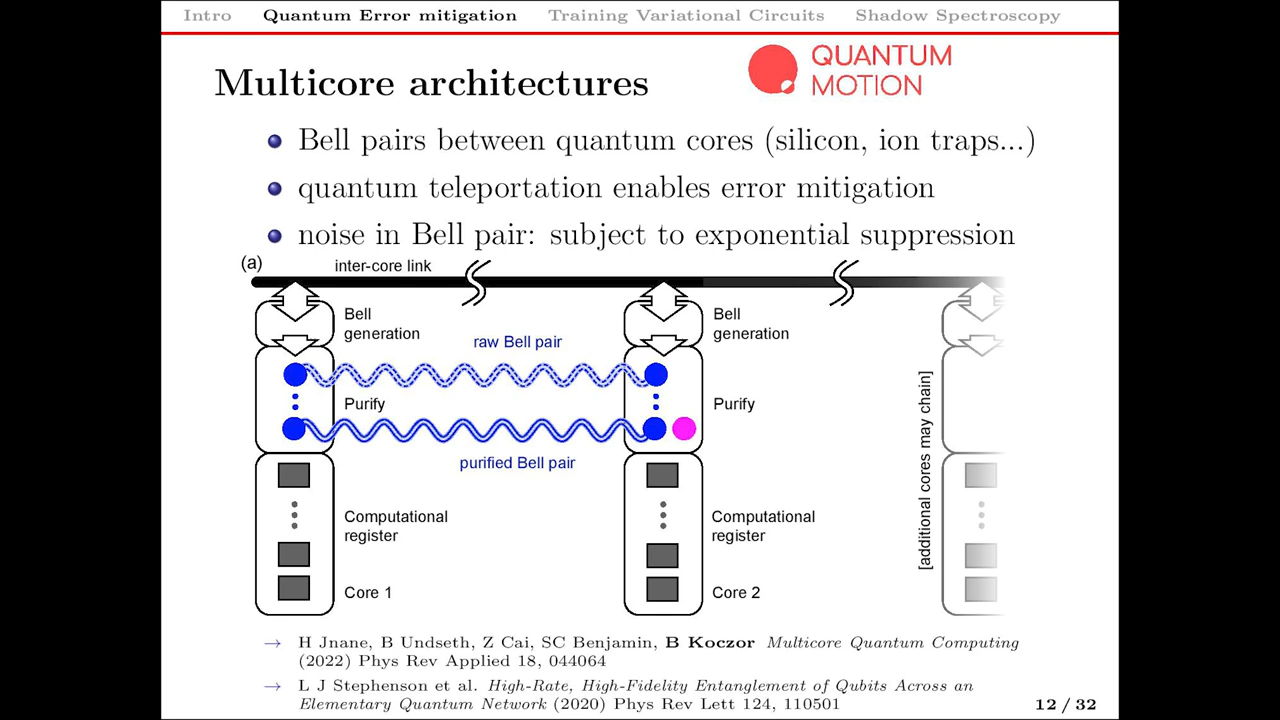 Intro Quantum Error mitigation Training Variational Circuits Shadow Spectroscopy
QUANTUM
MOTION
Multicore architectures
Bell pairs between quantum cores (silicon, ion traps...)
quantum teleportation enables error mitigation
noise in Bell pair: subject to exponential suppression
(a)
inter-core link
Bell
generation
raw Bell pair
Bell
generation
Purify
Purify
purified Bell pair
Computational
register
Core 1
Computational
register
Core 2
[additional cores may chain]
→ H Jnane, B Undseth, Z Cai, SC Benjamin, B Koczor Multicore Quantum Computing
(2022) Phys Rev Applied 18, 044064
→ L J Stephenson et al. High-Rate, High-Fidelity Entanglement of Qubits Across an
Elementary Quantum Network (2020) Phys Rev Lett 124, 110501
12 / 32